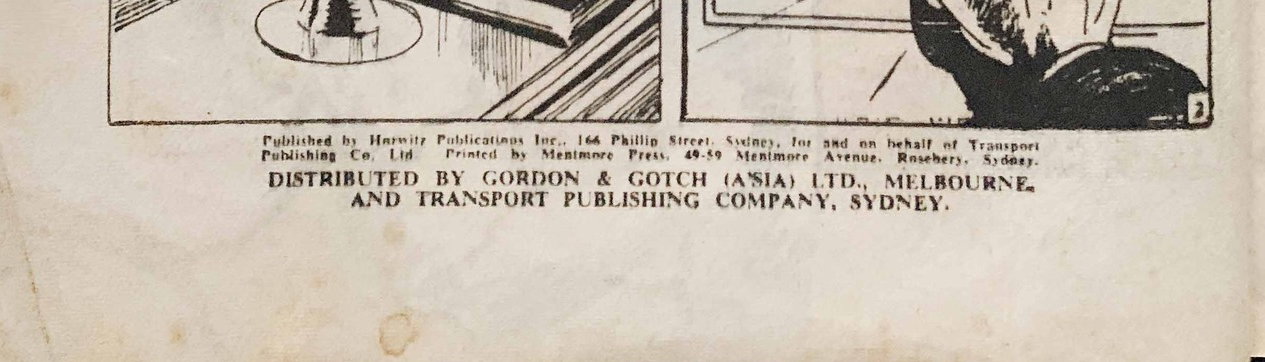 2
Published by Horwitz Publications Inc., 166 Phillip Street, Sydney, for and on behalf of Transport
Publishing Co. Ltd Printed by Mentmore Press, 49-59 Mentmore Avenue, Rosebery, Sydney.
DISTRIBUTED BY GORDON & GOTCH (A'SIA) LTD., MELBOURNE,
AND TRANSPORT PUBLISHING COMPANY, SYDNEY.